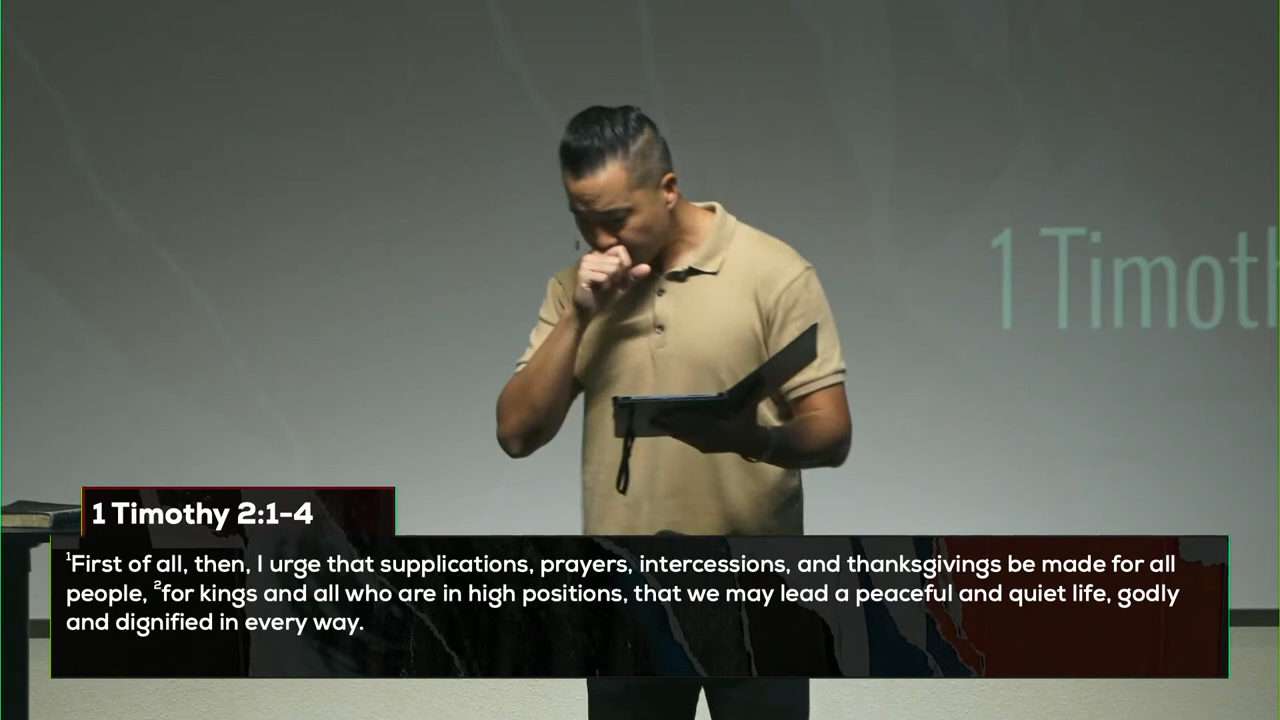 1 Timoth
1 Timothy 2:1-4
¹First of all, then, I urge that supplications, prayers, intercessions, and thanksgivings be made for all
people, ²for kings and all who are in high positions, that we may lead a peaceful and quiet life, godly
and dignified in every way.